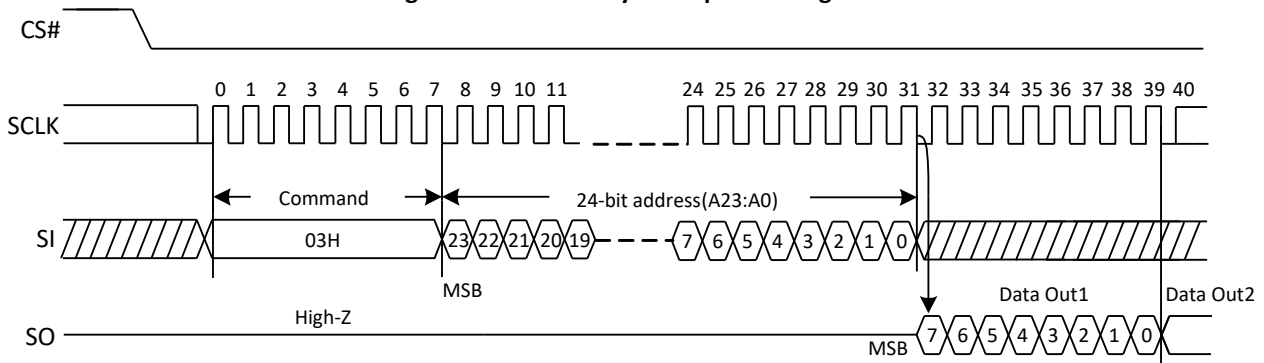 CS#
0 1 2 3 4 5 6 7 8 9 10 11 24 25 26 27 28 29 30 31 32 33 34 35 36 37 38 39 40
SCLK
Command 24-bit address(A23:A0)
SI 03H 23 22 21 20 19 7 6 5 4 3 2 1 0
MSB Data Out1 Data Out2
High-Z
SO 7 6 5 4 3 2 1 0
MSB